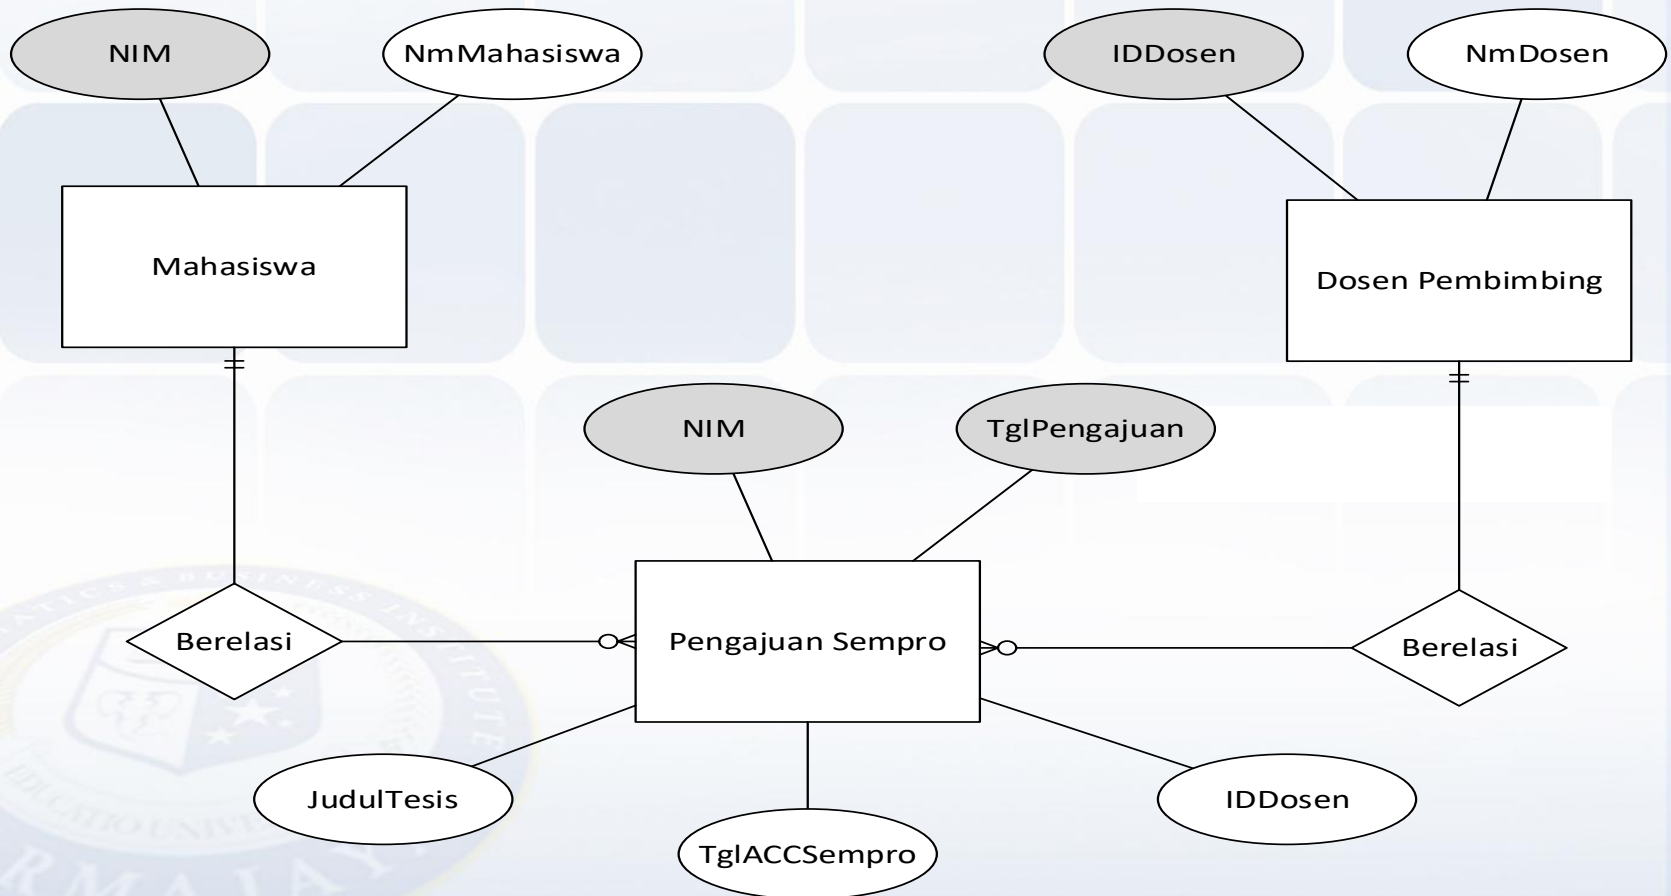 NIM
NmMahasiswa
IDDosen
NmDosen
Mahasiswa
Dosen Pembimbing
NIM
TglPengajuan
Berelasi
Pengajuan Sempro
Berelasi
JudulTesis
TglACCSempro
IDDosen